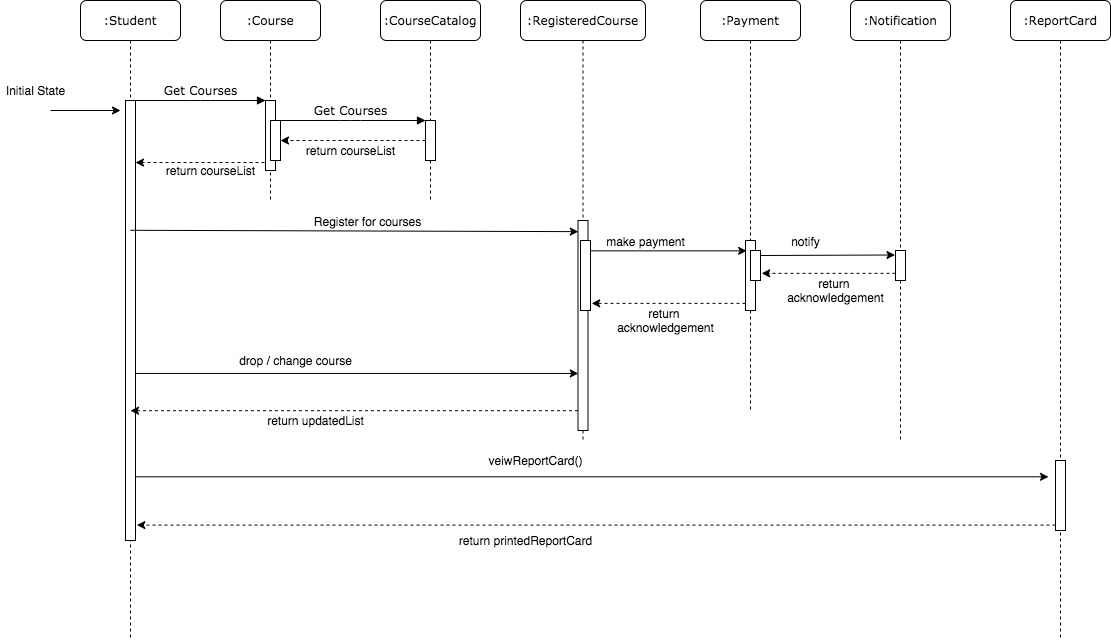 :Student
:Course
:CourseCatalog
:RegisteredCourse
:Payment
:Notification
:ReportCard
Initial State
Get Courses
Get Courses
return courseList
return courseList
Register for courses
make payment
notify
return
acknowledgement
return
acknowledgement
drop / change course
return updatedList
veiwReportCard()
return printedReportCard